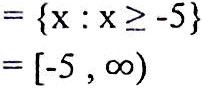 = {x : x ≥ -5}
= [-5 , ∞)